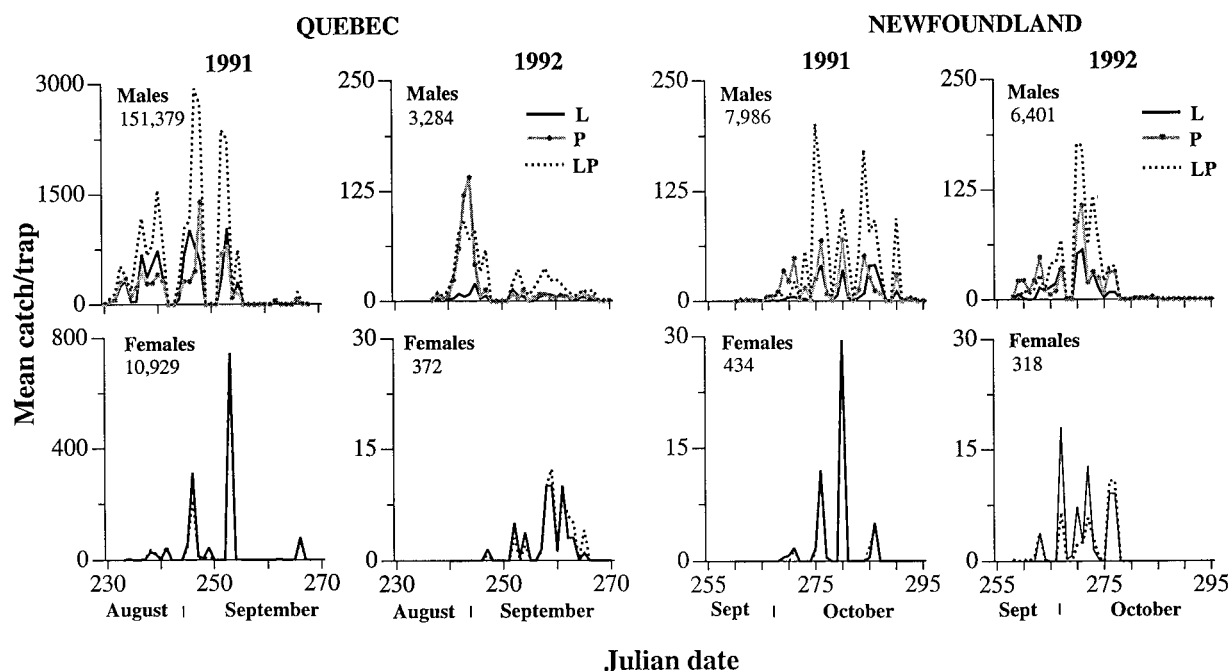 QUEBEC
NEWFOUNDLAND
1991
1992
1991
1992
Mean catch/trap
3000
1500
0
Males
151,379
250
125
0
Males
3,284
L
P
LP
250
125
0
Males
7,986
250
125
0
Males
6,401
L
P
LP
800
400
0
Females
10,929
30
15
0
Females
372
30
15
0
Females
434
30
15
0
Females
318
230 250 270
230 250 270
255 275 295
255 275 295
August | September
August | September
Sept | October
Sept | October
Julian date